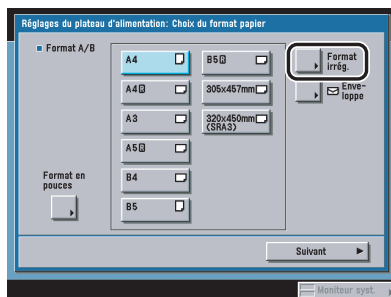 Réglages du plateau d'alimentation: Choix du format papier
Format A/B
A4
B5R
Format
irrég.
A4R
305x457mm
Enve-
loppe
A3
320x450mm
(SRA3)
A5R
Format en
pouces
B4
B5
Suivant
Moniteur syst.